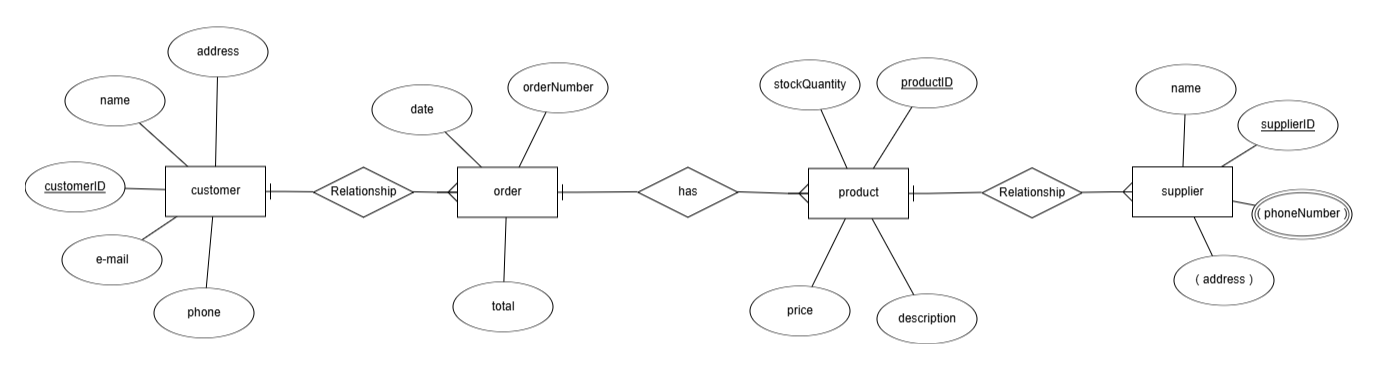 address
name
customerID
customer
e-mail
phone
Relationship
date
orderNumber
order
total
has
stockQuantity
productID
product
price
description
Relationship
name
supplierID
supplier
( phoneNumber )
( address )